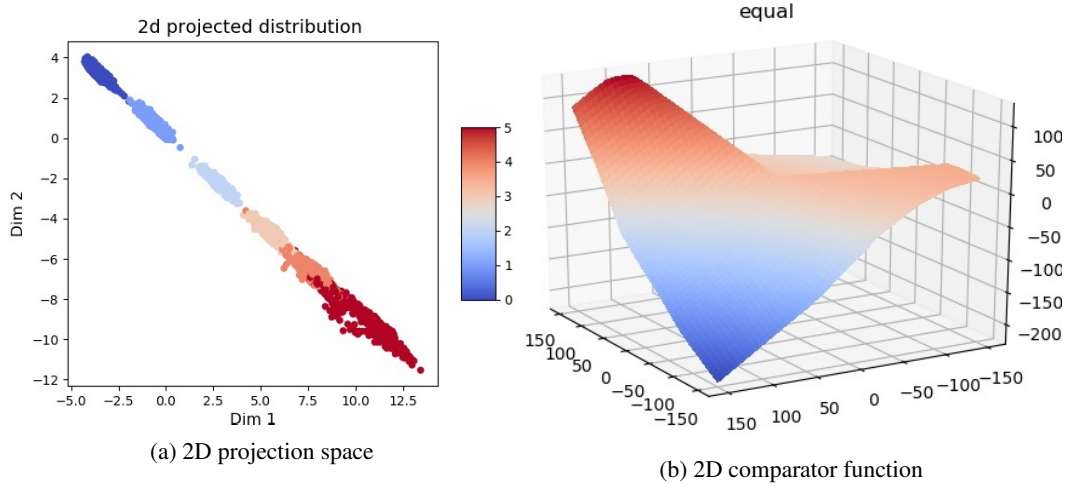 2d projected distribution
4
2
0
−2
−4
−6
−8
−10
−12
Dim 2
−5.0 −2.5 0.0 2.5 5.0 7.5 10.0 12.5
Dim 1
5
4
3
2
1
0
(a) 2D projection space
equal
100
50
0
−50
−100
−150
−200
150 100 50 0 −50 −100 −150
150 100 50 0 −50 −100 −150
(b) 2D comparator function